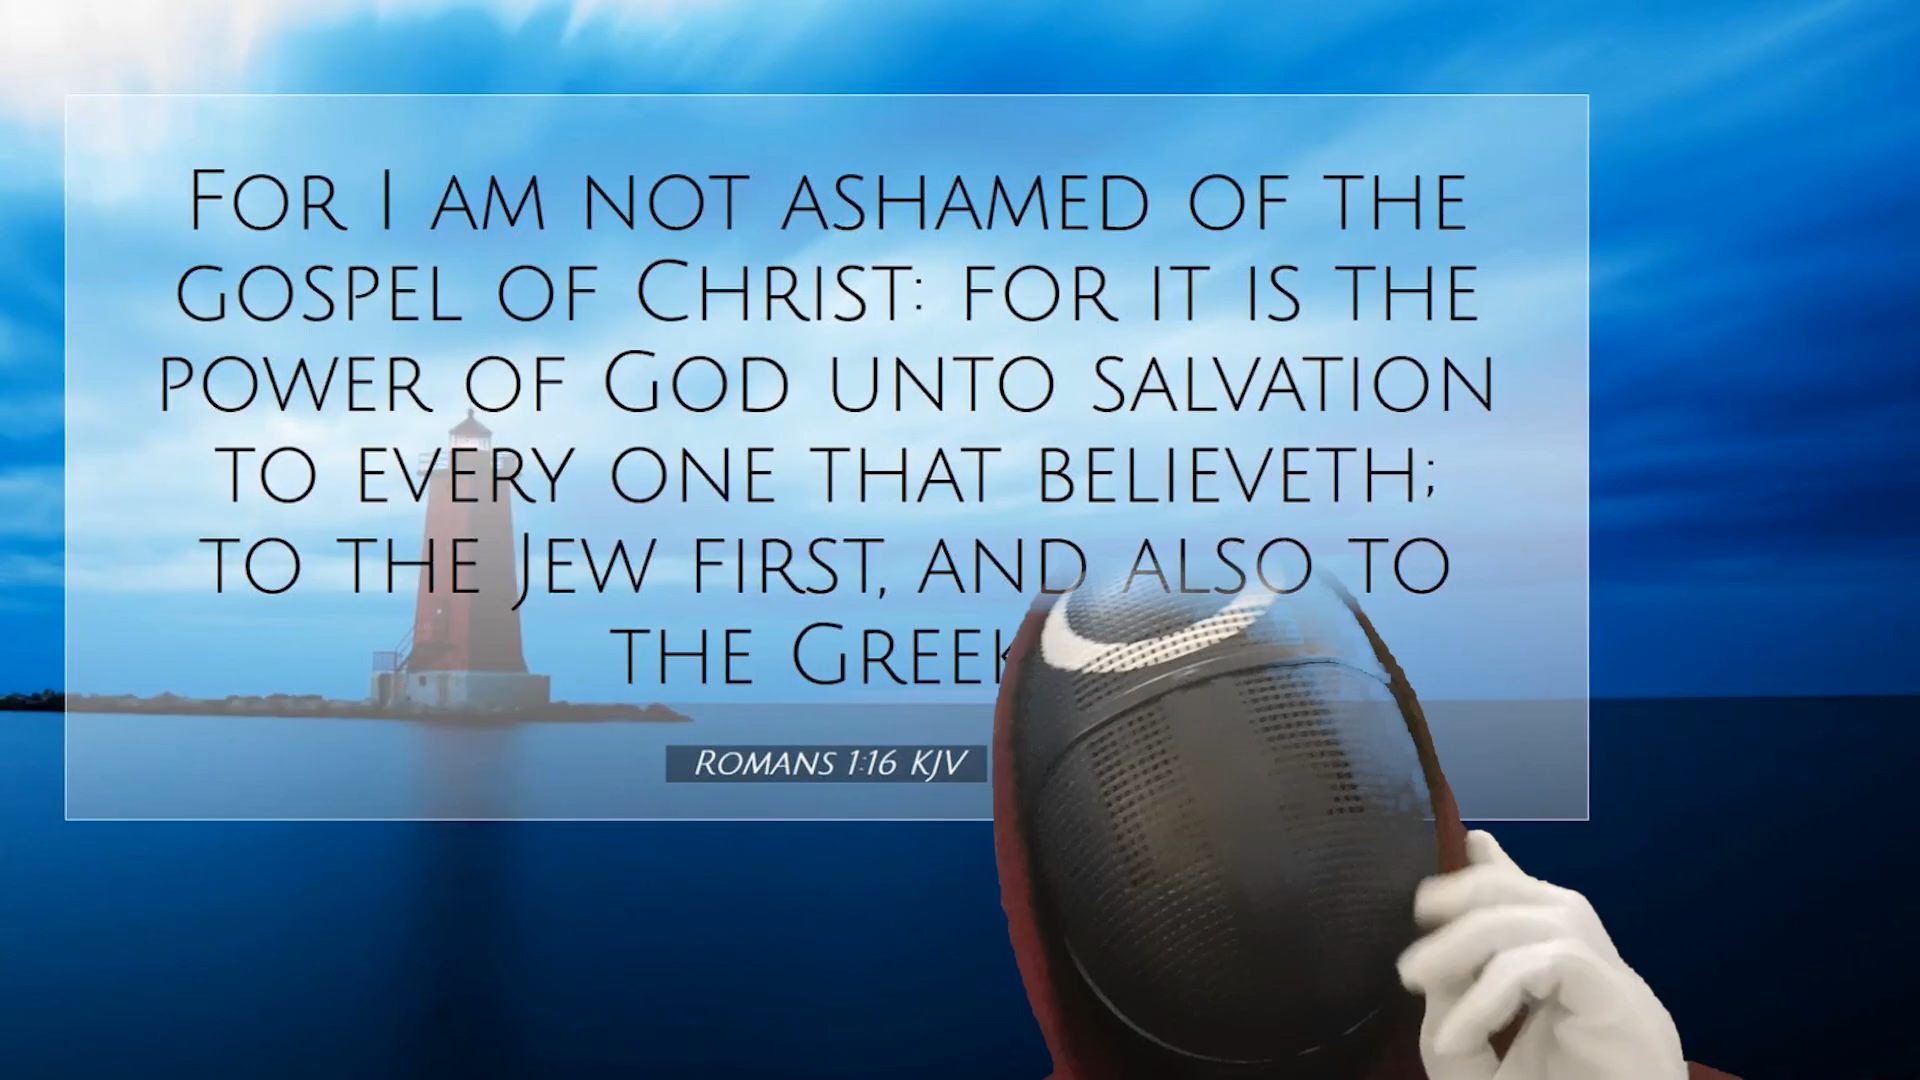 For I am not ashamed of the
gospel of Christ: for it is the
power of God unto salvation
to every one that believeth;
to the Jew first, and also to
the Greek
Romans 1:16 KJV